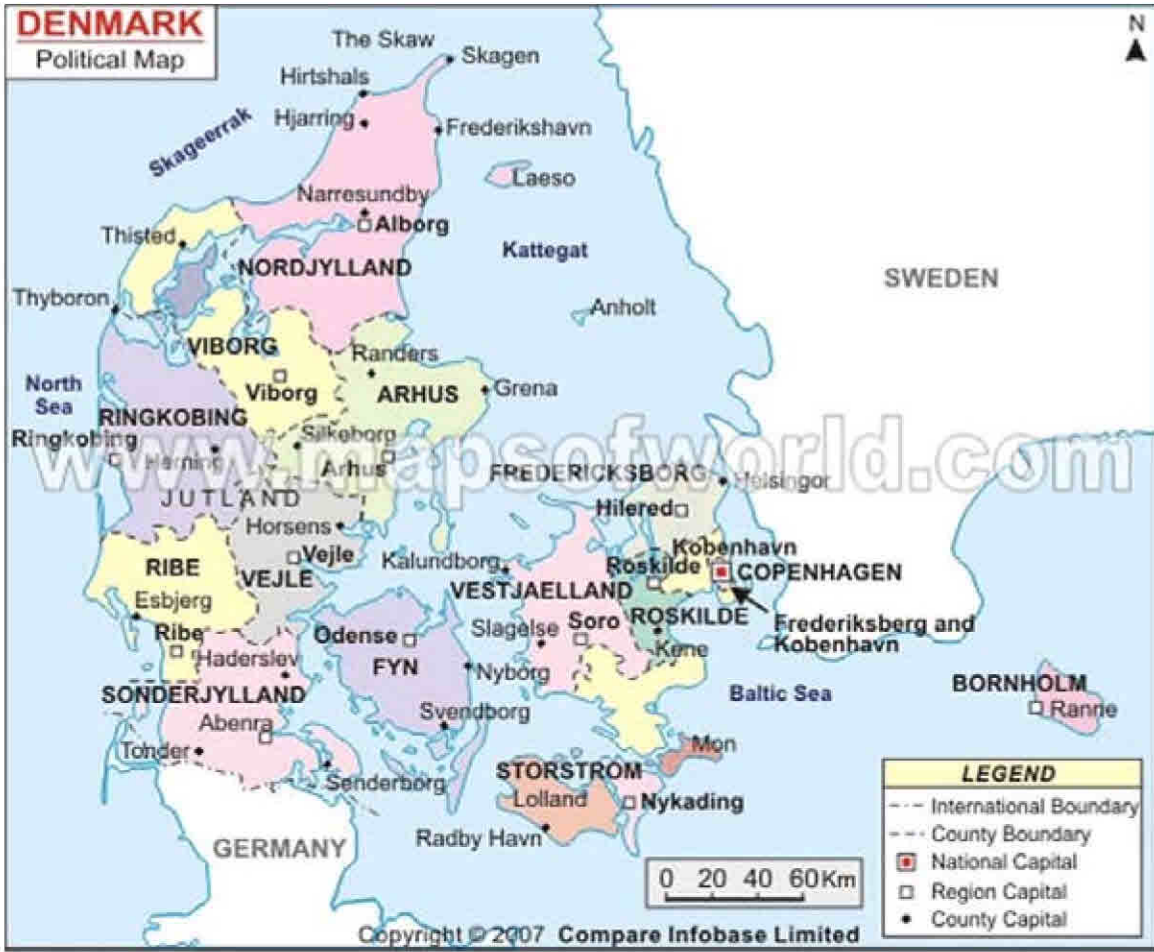 DENMARK
Political Map
N
The Skaw
Skagen
Hirtshals
Hjarring
Frederikshavn
Skageerrak
Laeso
Narresundby
Alborg
Thisted
Kattegat
NORDJYLLAND
SWEDEN
Thyboron
Anholt
VIBORG
Randers
North
Sea
Viborg
ARHUS
Grena
RINGKOBING
Ringkobing
Silkeborg
www.mapsofworld.com
Herning
Arhus
FREDERICKSBORG
Helsingor
JUTLAND
Hilered
Horsens
Kobenhavn
Vejle
Kalundborg
Roskilde
COPENHAGEN
RIBE
VEJLE
VESTJAELLAND
Esbjerg
Soro
ROSKILDE
Frederiksberg and
Kobenhavn
Ribe
Odense
Slagelse
Kene
Haderslev
FYN
Nyborg
SONDERJYLLAND
Baltic Sea
BORNHOLM
Ranne
Abenra
Svendborg
Tonder
Mon
Senderborg
STORSTROM
Lolland
Nykading
Radby Havn
GERMANY
LEGEND
International Boundary
County Boundary
National Capital
Region Capital
County Capital
0 20 40 60 Km
Copyright © 2007 Compare Infobase Limited